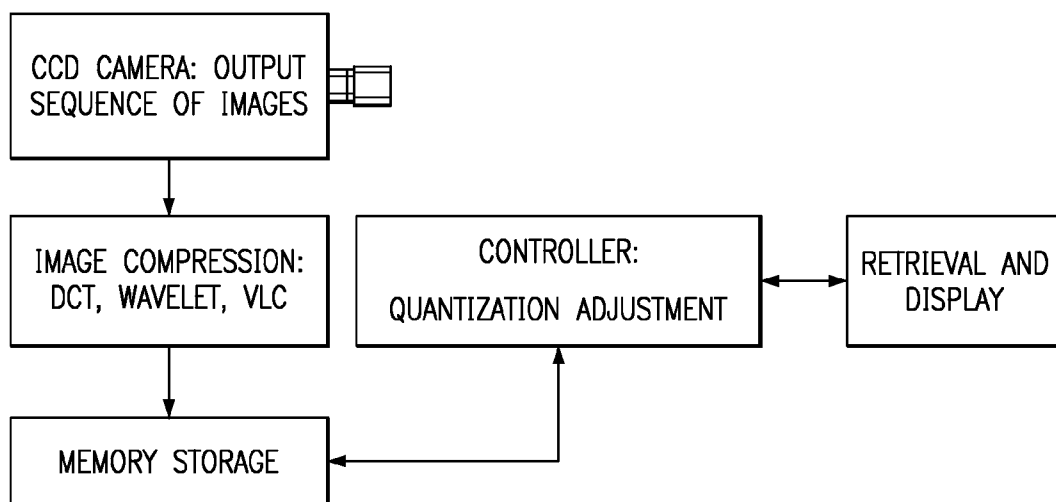 CCD CAMERA: OUTPUT
SEQUENCE OF IMAGES
IMAGE COMPRESSION:
DCT, WAVELET, VLC
CONTROLLER:
QUANTIZATION ADJUSTMENT
RETRIEVAL AND
DISPLAY
MEMORY STORAGE